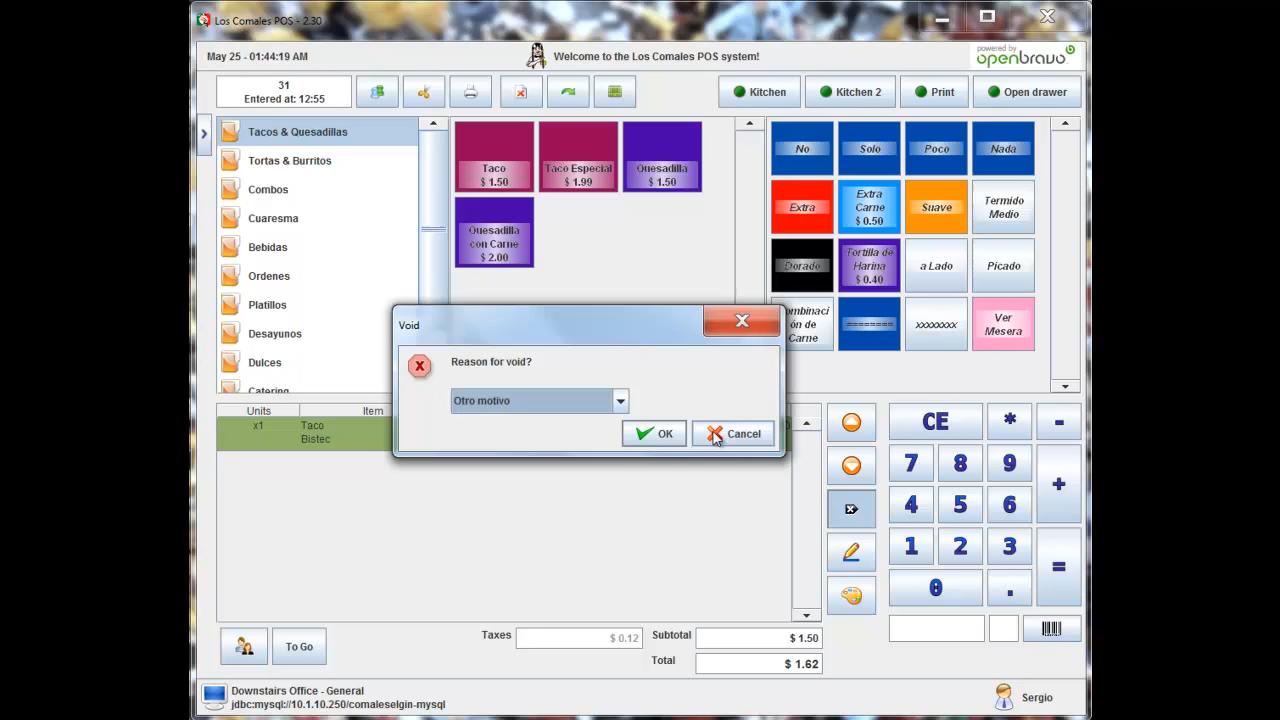 Los Comales POS - 2.30
May 25 - 01:44:19 AM
Welcome to the Los Comales POS system!
powered by
openbravo
31
Entered at: 12:55
Kitchen
Kitchen 2
Print
Open drawer
Tacos & Quesadillas
Tortas & Burritos
Combos
Cuaresma
Bebidas
Ordenes
Platillos
Desayunos
Dulces
Catering
Taco
$ 1.50
Taco Especial
$ 1.99
Quesadilla
$ 1.50
Quesadilla
con Carne
$ 2.00
No
Solo
Poco
Nada
Extra
Extra
Carne
$ 0.50
Suave
Termido
Medio
Dorado
Tortilla de
Harina
$ 0.40
a Lado
Picado
ón de
Carne
========
xxxxxxxx
Ver
Mesera
Void
Reason for void?
Otro motivo
OK
Cancel
Units
Item
x1
Taco
Bistec
CE
*
-
7
8
9
+
4
5
6
1
2
3
=
0
.
To Go
Taxes
$ 0.12
Subtotal
$ 1.50
Total
$ 1.62
Downstairs Office - General
jdbc:mysql://10.1.10.250/comaleselgin-mysql
Sergio